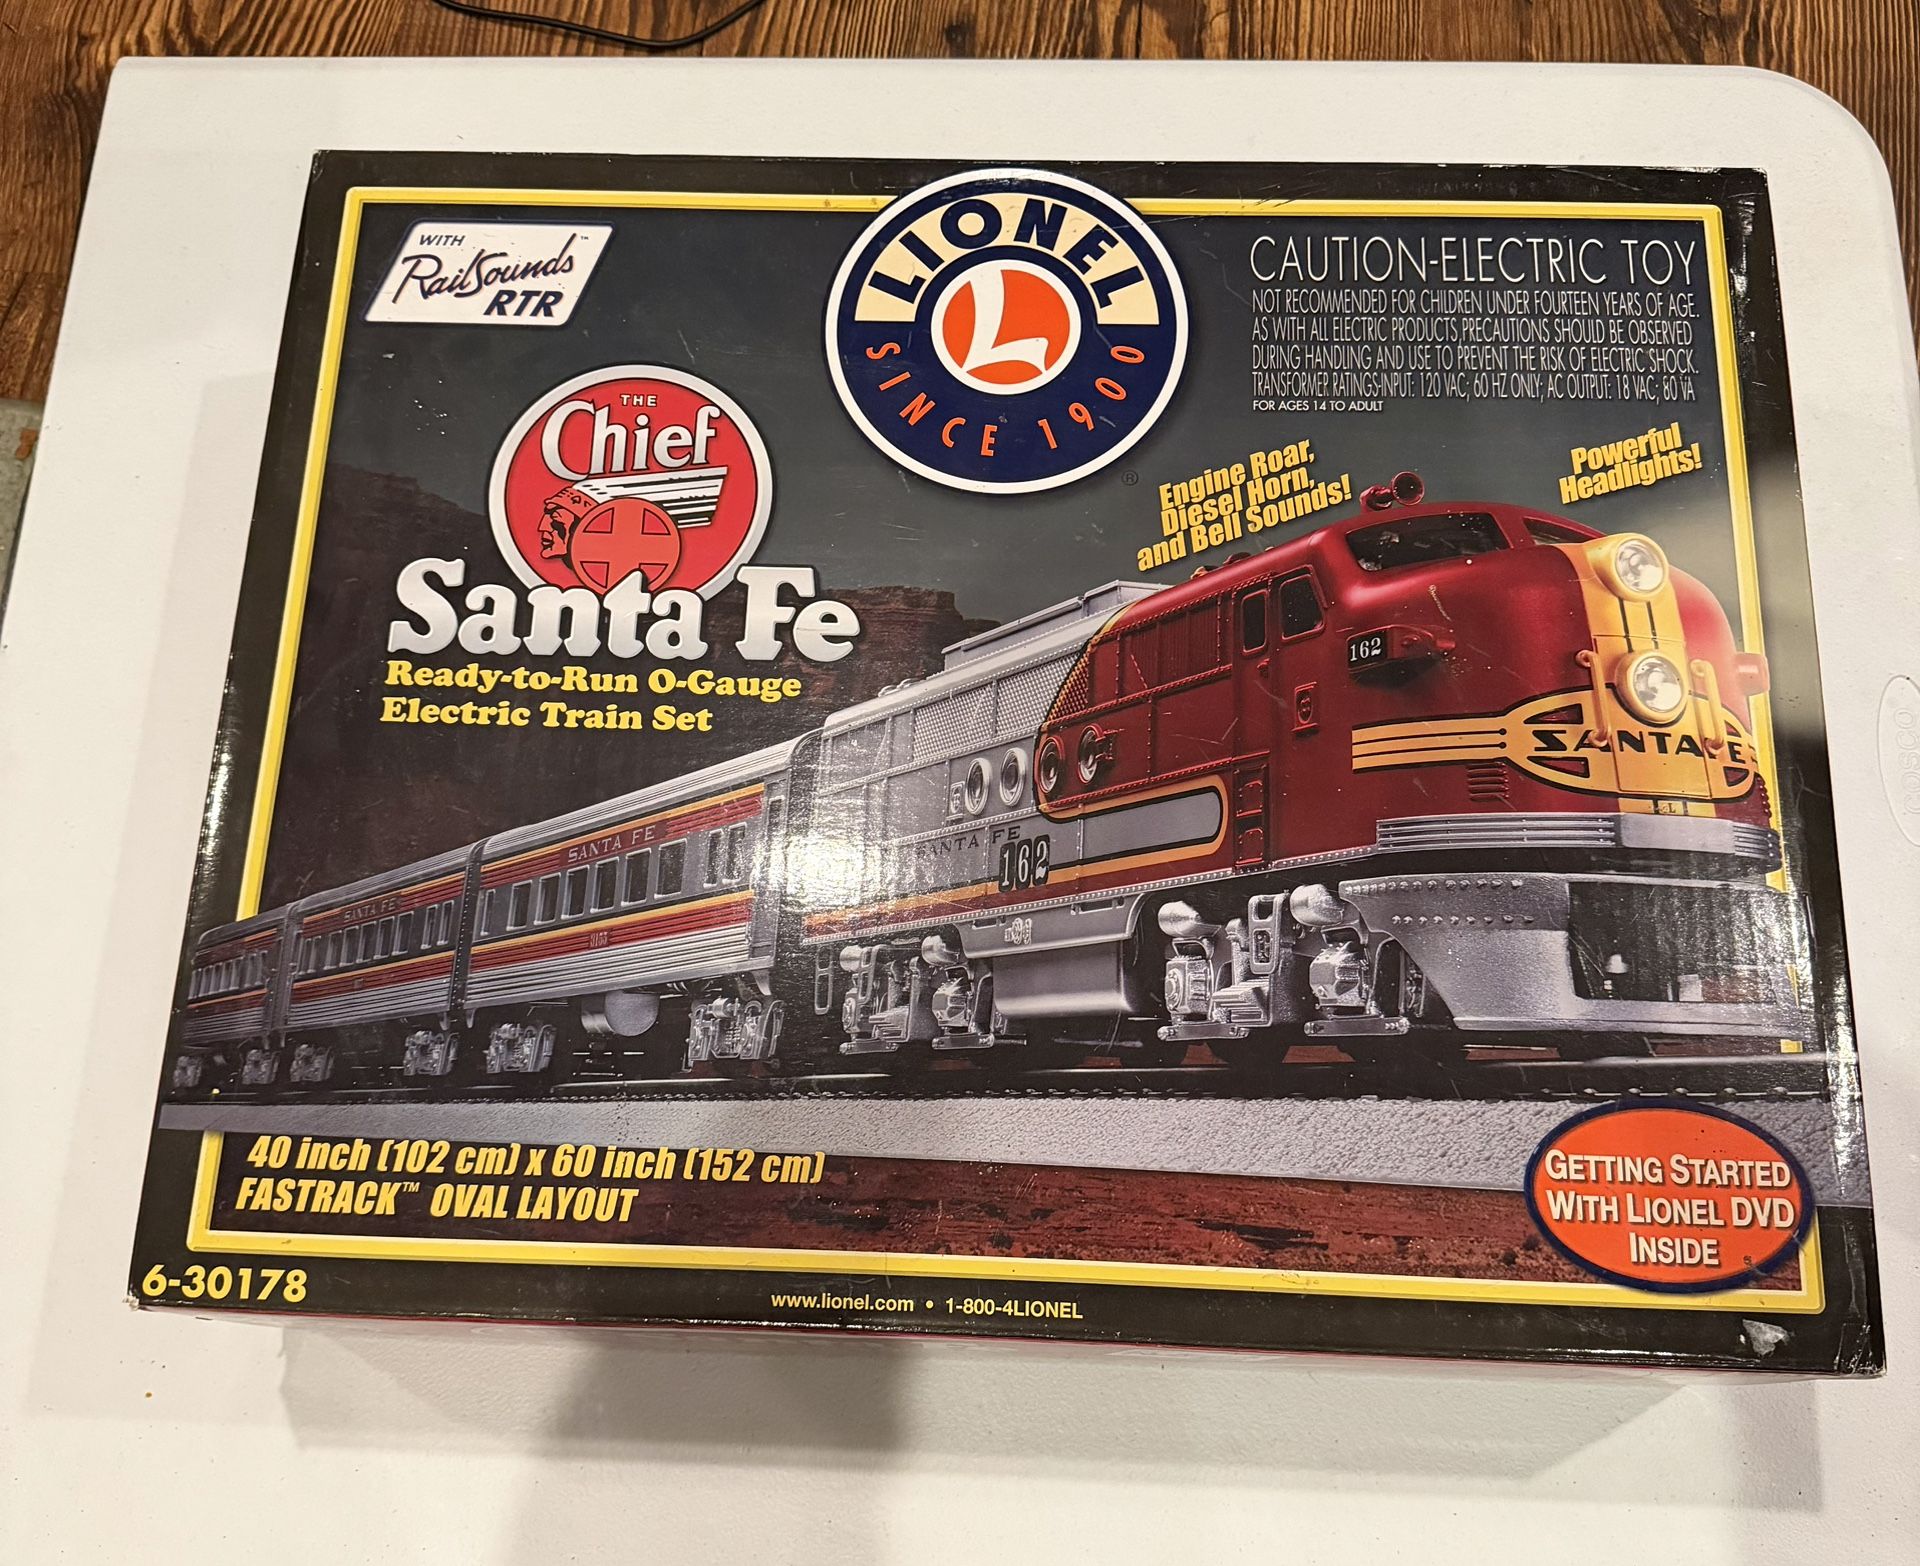 WITH
RailSounds™
RTR
LIONEL
L
SINCE 1900
®
CAUTION-ELECTRIC TOY
NOT RECOMMENDED FOR CHILDREN UNDER FOURTEEN YEARS OF AGE.
AS WITH ALL ELECTRIC PRODUCTS, PRECAUTIONS SHOULD BE OBSERVED
DURING HANDLING AND USE TO PREVENT THE RISK OF ELECTRIC SHOCK.
TRANSFORMER RATINGS-INPUT: 120 VAC; 60 HZ ONLY; AC OUTPUT: 18 VAC; 80 VA
FOR AGES 14 TO ADULT
THE
Chief
Santa Fe
Ready-to-Run O-Gauge
Electric Train Set
Engine Roar,
Diesel Horn,
and Bell Sounds!
Powerful
Headlights!
162
SANTA FE
SANTA FE
162
SANTA FE
3155
SANTA FE
40 inch (102 cm) x 60 inch (152 cm)
FASTRACK™ OVAL LAYOUT
GETTING STARTED
WITH LIONEL DVD
INSIDE
6-30178
www.lionel.com • 1-800-4LIONEL